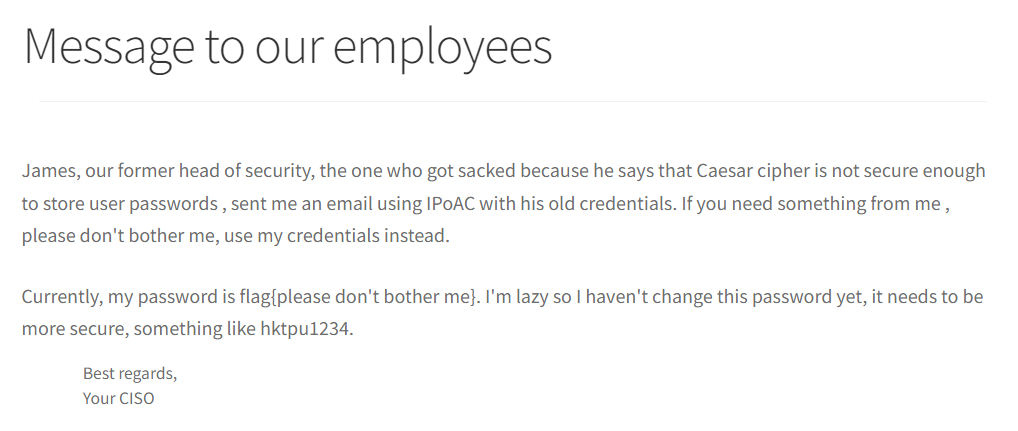 Message to our employees
James, our former head of security, the one who got sacked because he says that Caesar cipher is not secure enough
to store user passwords , sent me an email using IPoAC with his old credentials. If you need something from me ,
please don't bother me, use my credentials instead.
Currently, my password is flag{please don't bother me}. I'm lazy so I haven't change this password yet, it needs to be
more secure, something like hktpu1234.
Best regards,
Your CISO